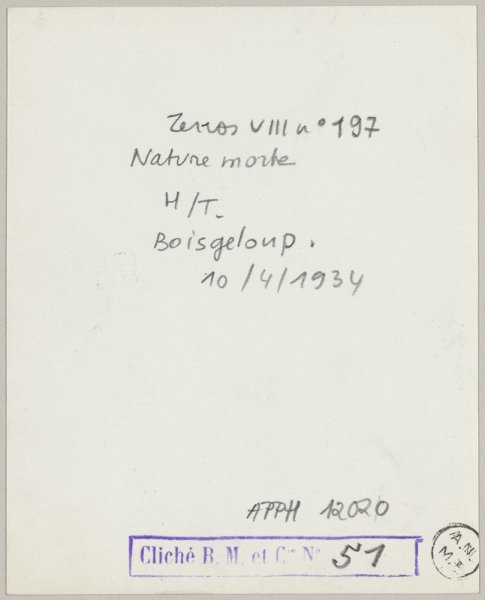 Zervos VIII n° 197
Nature morte
H/T.
Boisgeloup.
10/4/1934
APPH 12020
Cliché B. M. et Cie N° 51
A. N.
M.